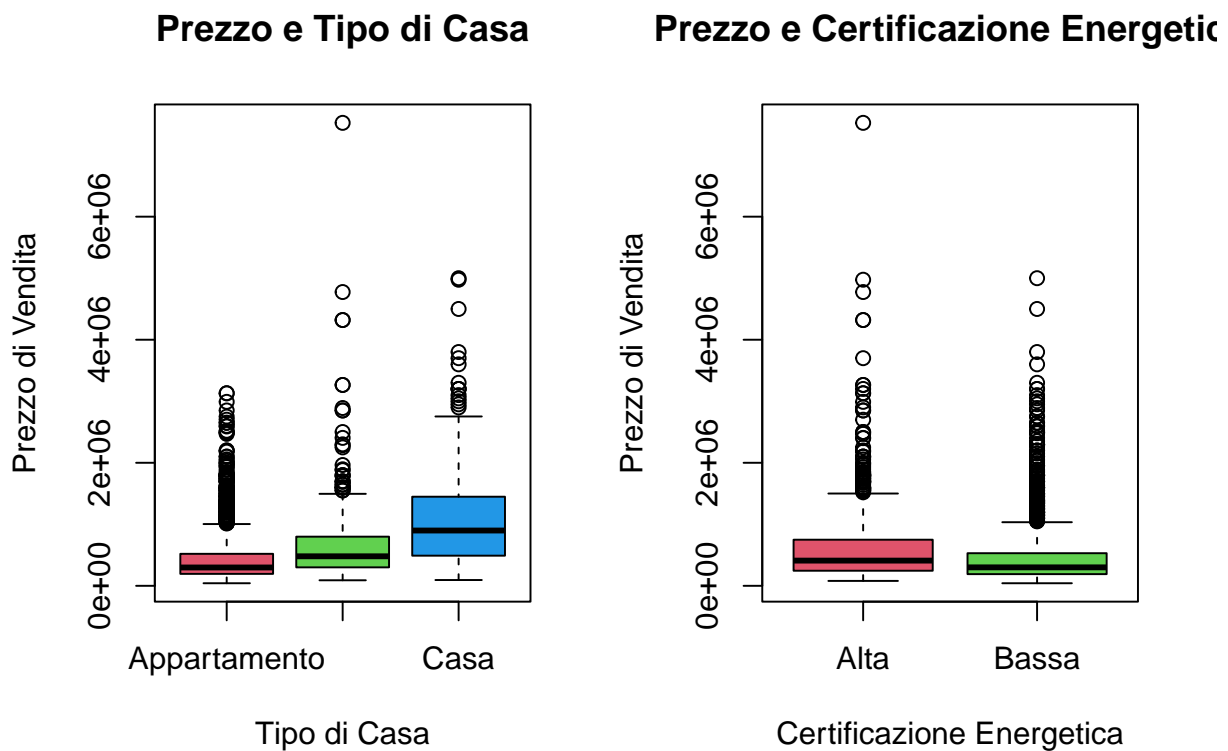 Prezzo e Tipo di Casa
Prezzo di Vendita
0e+00
2e+06
4e+06
6e+06
Appartamento
Casa
Tipo di Casa
Prezzo e Certificazione Energetic
Prezzo di Vendita
0e+00
2e+06
4e+06
6e+06
Alta
Bassa
Certificazione Energetica